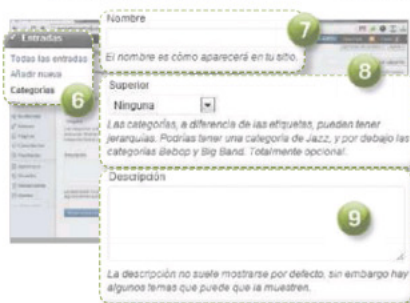 Entradas
Todas las entradas
Añadir nueva
Categorías
6
Nombre
7
El nombre es cómo aparecerá en tu sitio.
8
Superior
Ninguna
Las categorías, a diferencia de las etiquetas, pueden tener
jerarquías. Podrías tener una categoría de Jazz, y por debajo las
categorías Bebop y Big Band. Totalmente opcional.
Descripción
9
La descripción no suele mostrarse por defecto, sin embargo hay
algunos temas que puede que la muestren.